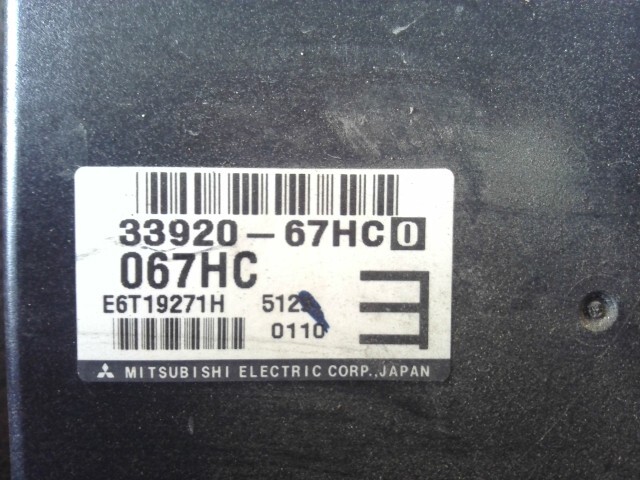 33920-67HC0
067HC
E6T19271H
0110
MITSUBISHI ELECTRIC CORP., JAPAN